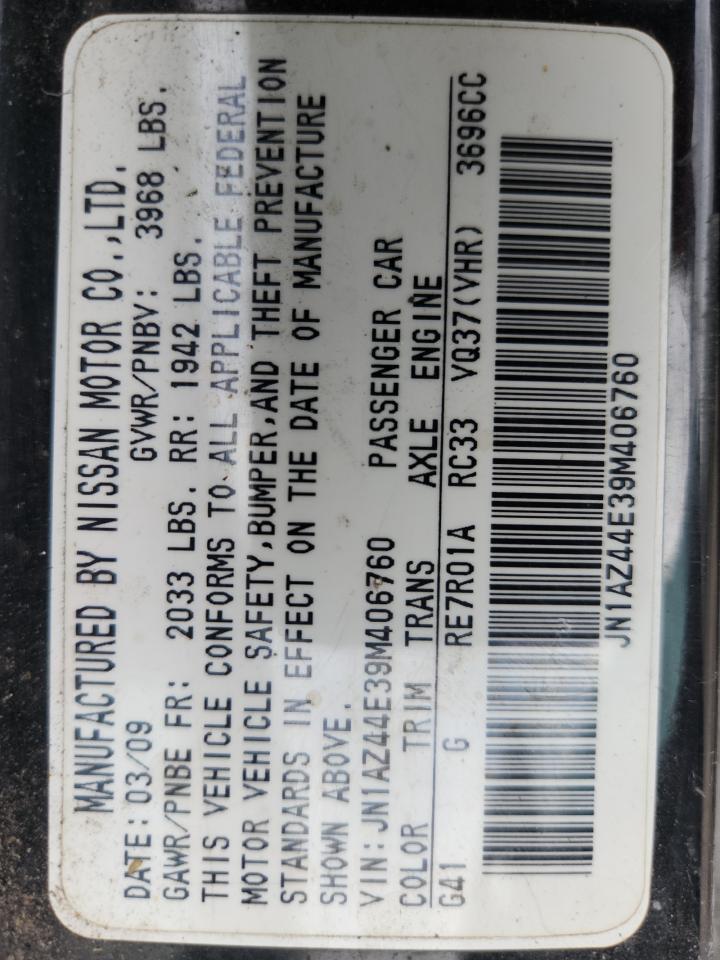 MANUFACTURED BY NISSAN MOTOR CO.,LTD.
DATE: 03/09 GVWR/PNBV: 3968 LBS.
GAWR/PNBE FR: 2033 LBS. RR: 1942 LBS.
THIS VEHICLE CONFORMS TO ALL APPLICABLE FEDERAL
MOTOR VEHICLE SAFETY,BUMPER,AND THEFT PREVENTION
STANDARDS IN EFFECT ON THE DATE OF MANUFACTURE
SHOWN ABOVE.
VIN:JN1AZ44E39M406760 PASSENGER CAR
COLOR TRIM TRANS AXLE ENGINE
G41 G RE7R01A RC33 VQ37(VHR) 3696CC
JN1AZ44E39M406760